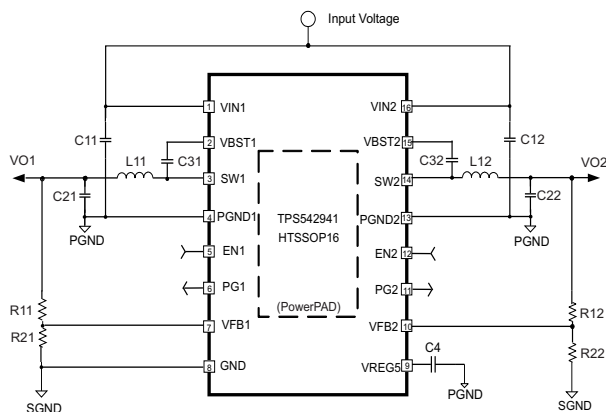 Input Voltage
1 VIN1 VIN2 16
C11 C12
2 VBST1 VBST2 15
VO1 L11 C31 C32 L12 VO2
3 SW1 SW2 14
C21 C22
TPS542941
HTSSOP16
4 PGND1 PGND2 13
PGND PGND
5 EN1 EN2 12
6 PG1 PG2 11
(PowerPAD)
R11 R12
7 VFB1 VFB2 10
R21 R22
C4
8 GND VREG5 9
PGND
SGND SGND